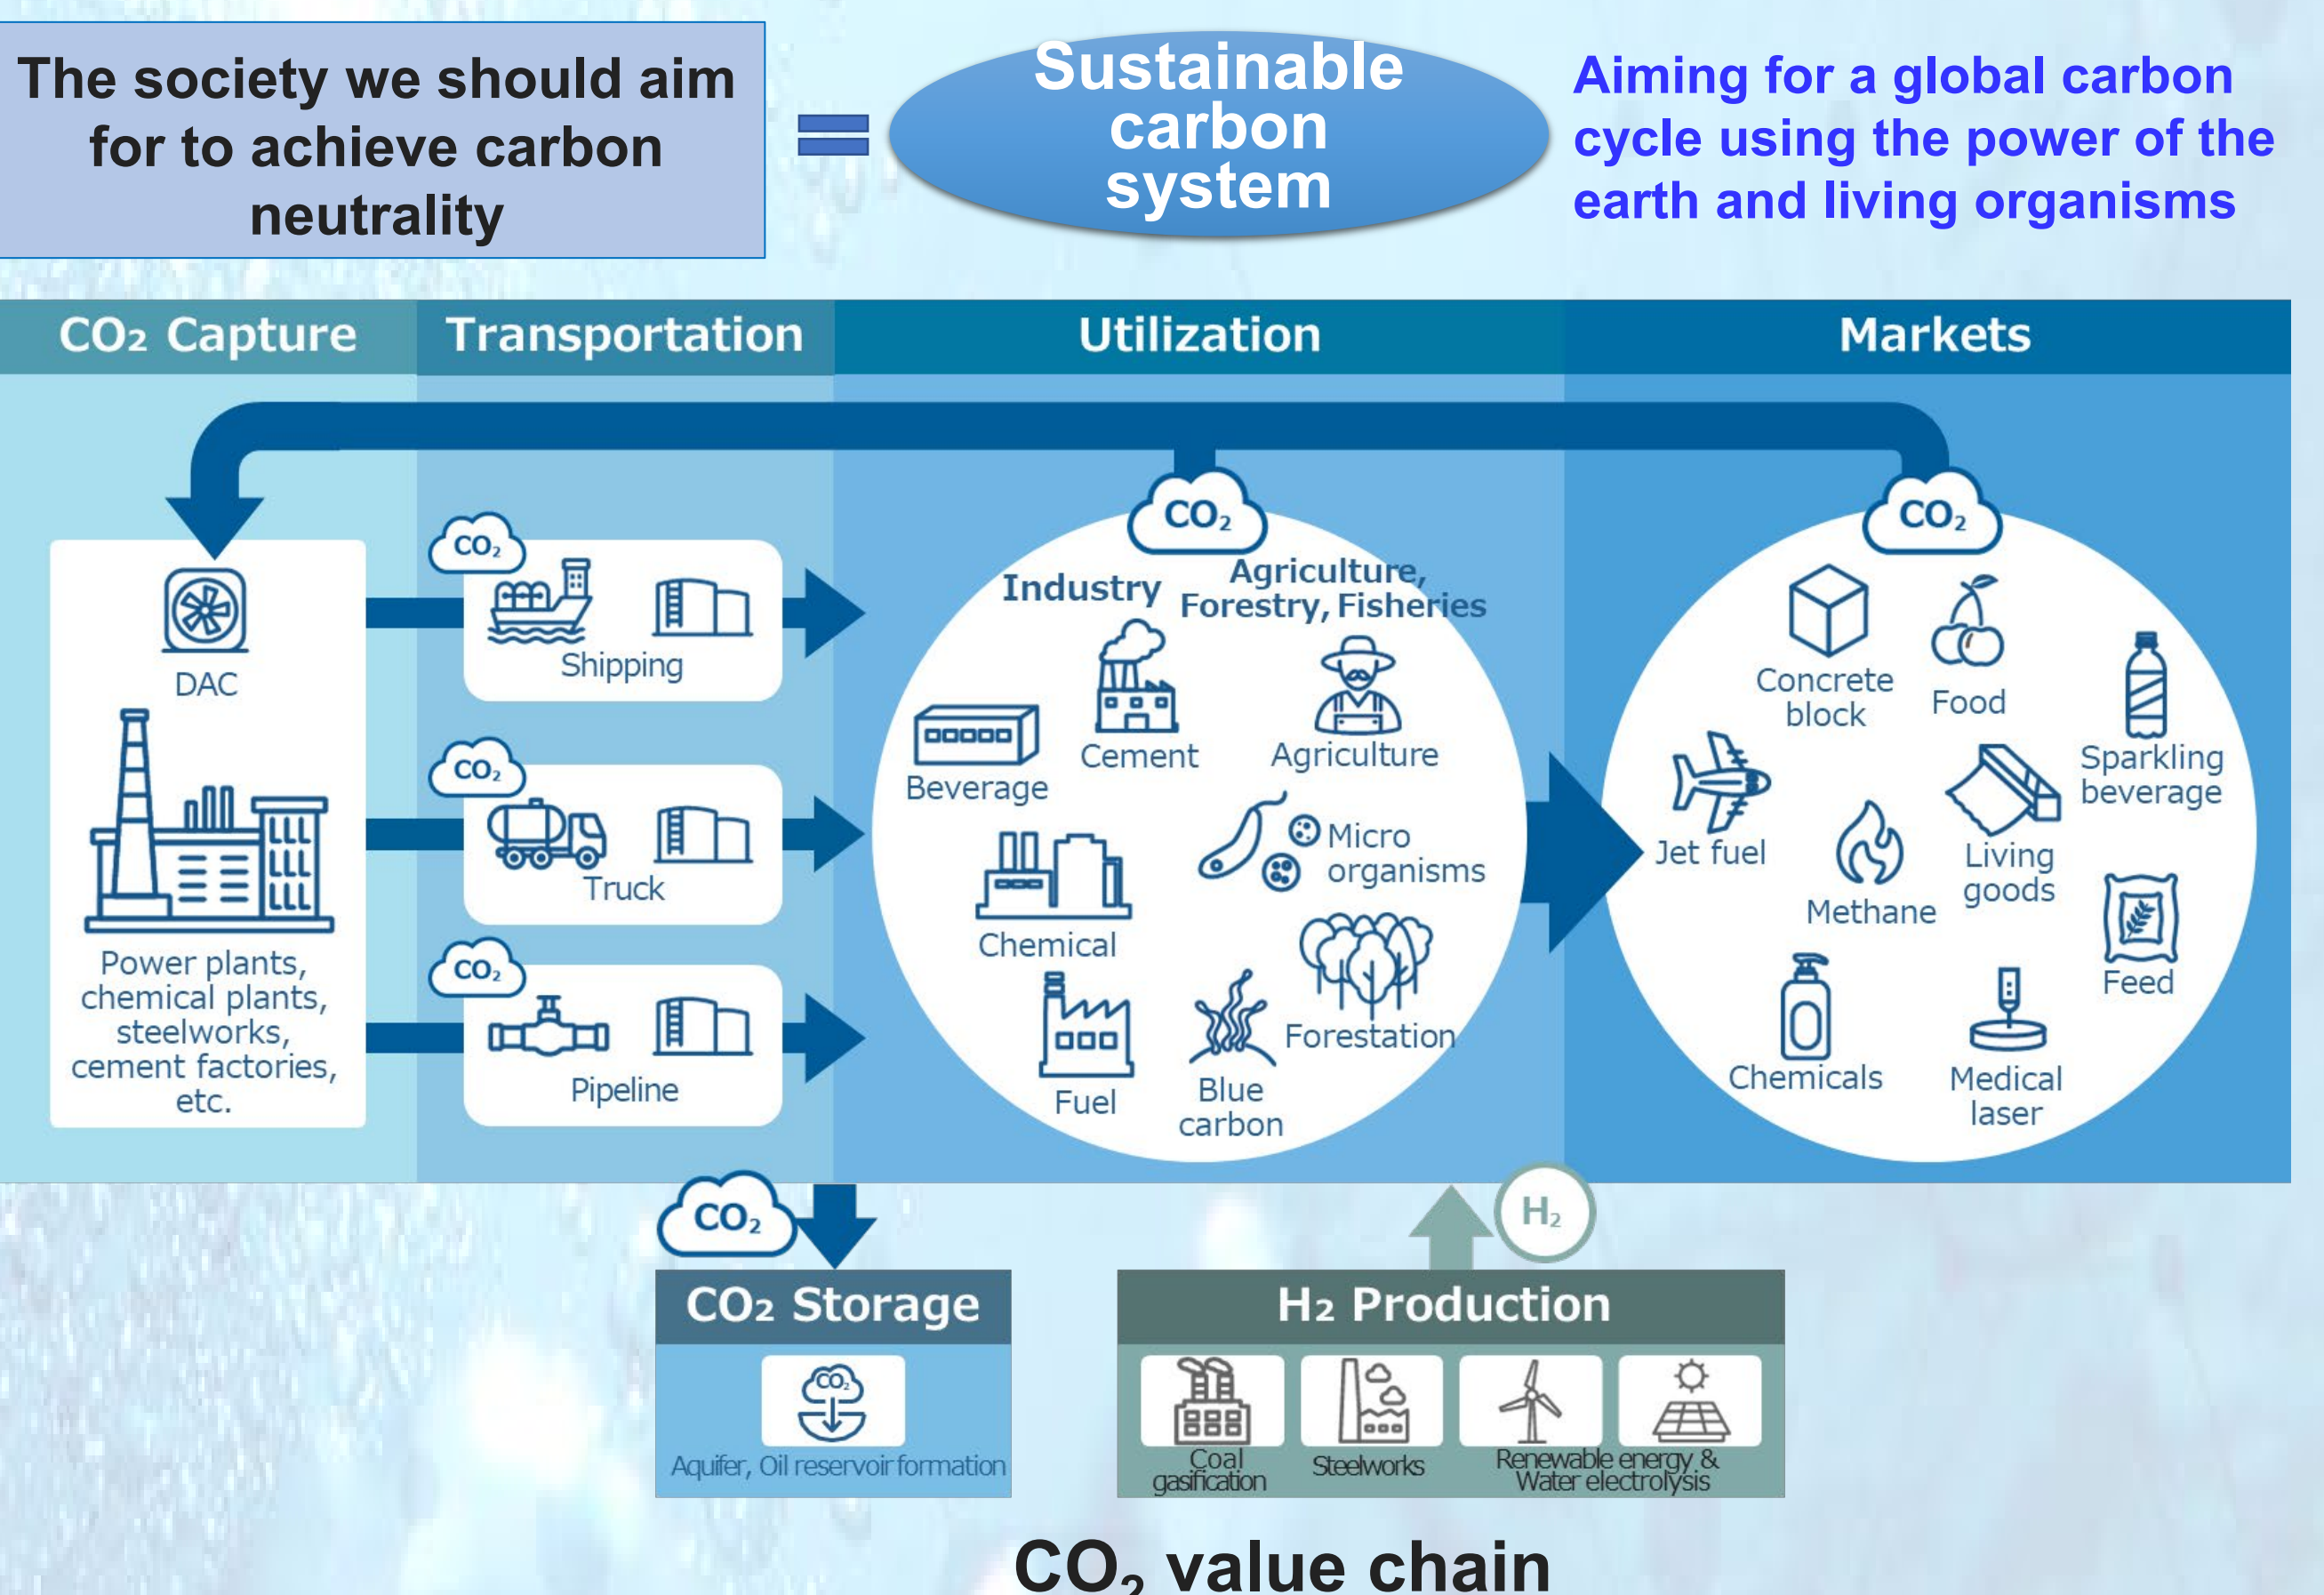 The society we should aim
for to achieve carbon
neutrality
Sustainable
carbon
system
Aiming for a global carbon
cycle using the power of the
earth and living organisms
CO₂ Capture
Transportation
Utilization
Markets
DAC
Power plants,
chemical plants,
steelworks,
cement factories,
etc.
CO₂
Shipping
CO₂
Truck
CO₂
Pipeline
CO₂
Industry
Agriculture,
Forestry, Fisheries
Beverage
Cement
Agriculture
Chemical
Micro
organisms
Fuel
Blue
carbon
Forestation
CO₂
Concrete
block
Food
Sparkling
beverage
Jet fuel
Methane
Living
goods
Feed
Chemicals
Medical
laser
CO₂
H₂
CO₂ Storage
CO₂
Aquifer, Oil reservoir formation
H₂ Production
Coal
gasification
Steelworks
Renewable energy &
Water electrolysis
CO₂ value chain